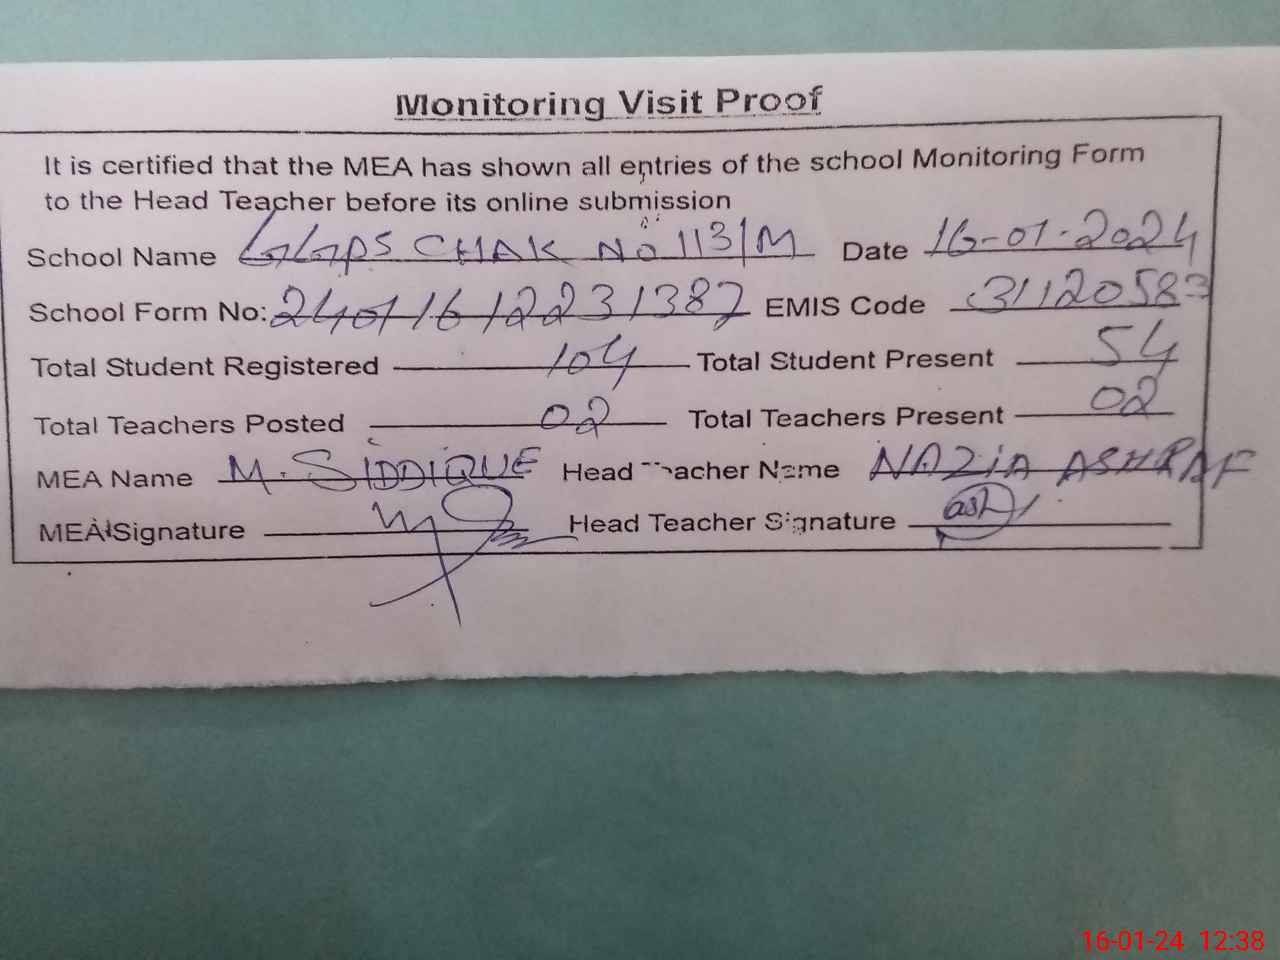 Monitoring Visit Proof
It is certified that the MEA has shown all entries of the school Monitoring Form
to the Head Teacher before its online submission
School Name GGPS CHAK No 113/M Date 16-01-2024
School Form No: 24011612231387 EMIS Code 31120583
Total Student Registered 104 Total Student Present 54
Total Teachers Posted 02 Total Teachers Present 02
MEA Name M. SIDDIQUE Head Teacher Name NAZIA ASHRAF
MEA Signature Head Teacher Signature
16-01-24 12:38